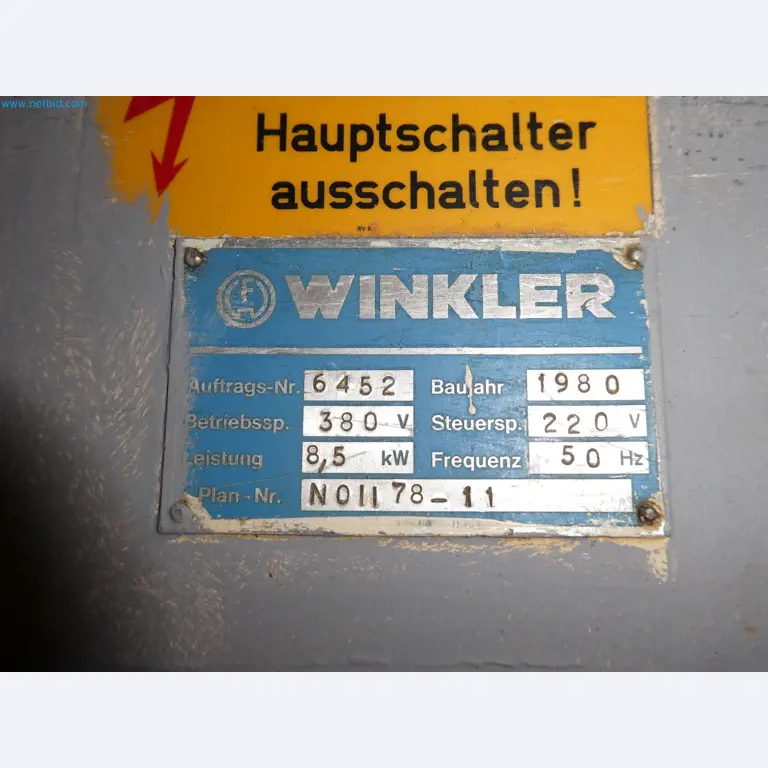 www.netbid.com
Hauptschalter
ausschalten!
WINKLER
Auftrags-Nr. 6452 Baujahr 1980
Betriebssp. 380 V Steuersp. 220 V
Leistung 8,5 kW Frequenz 50 Hz
Plan-Nr. NOII78-11